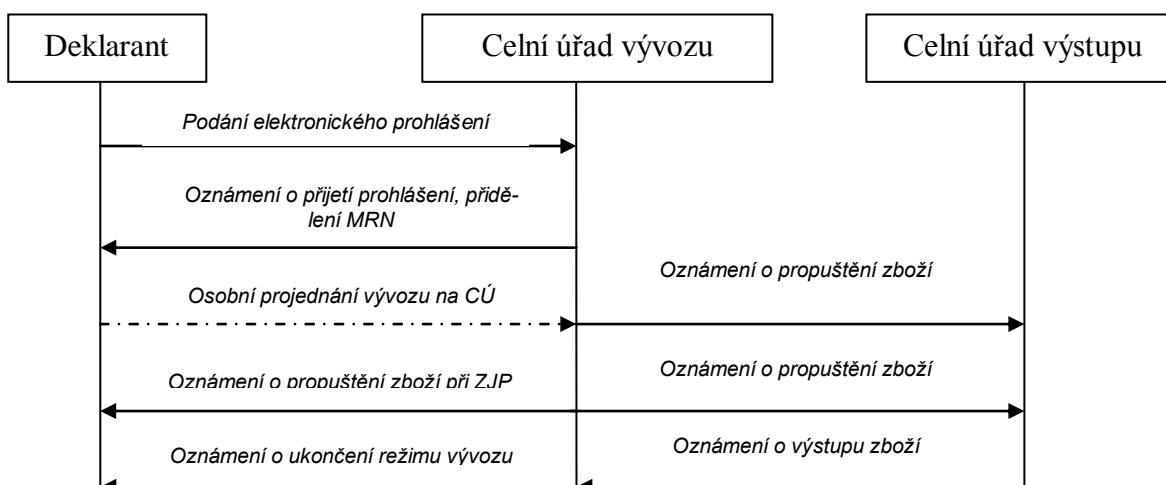 Deklarant
Celní úřad vývozu
Celní úřad výstupu
Podání elektronického prohlášení
Oznámení o přijetí prohlášení, přidě-
lení MRN
Oznámení o propuštění zboží
Osobní projednání vývozu na CÚ
Oznámení o propuštění zboží při ZJP
Oznámení o propuštění zboží
Oznámení o ukončení režimu vývozu
Oznámení o výstupu zboží